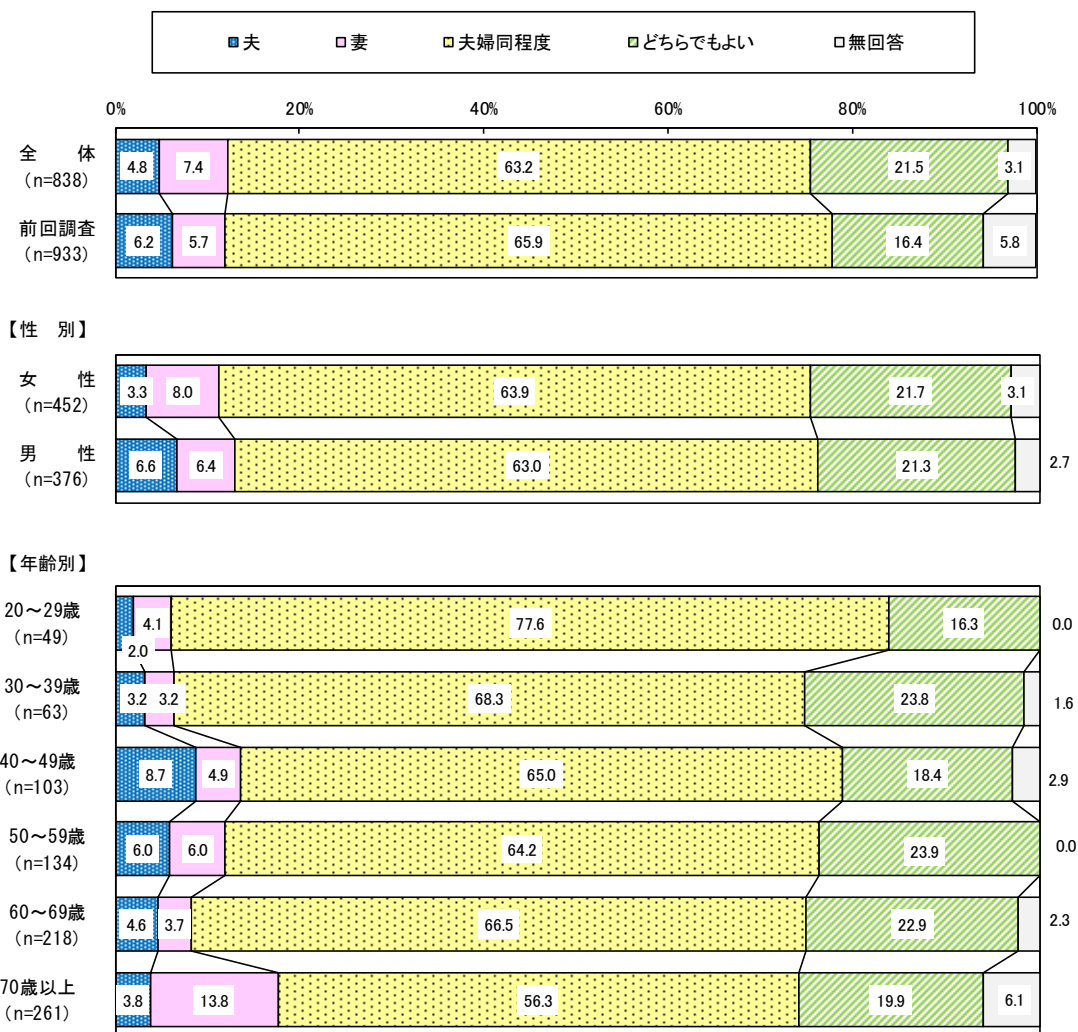 夫 妻 夫婦同程度 どちらでもよい 無回答
0% 20% 40% 60% 80% 100%
全 体
(n=838)
4.8 7.4 63.2 21.5 3.1
前回調査
(n=933)
6.2 5.7 65.9 16.4 5.8
【性 別】
女 性
(n=452)
3.3 8.0 63.9 21.7 3.1
男 性
(n=376)
6.6 6.4 63.0 21.3 2.7
【年齢別】
20～29歳
(n=49)
2.0 4.1 77.6 16.3 0.0
30～39歳
(n=63)
3.2 3.2 68.3 23.8 1.6
40～49歳
(n=103)
8.7 4.9 65.0 18.4 2.9
50～59歳
(n=134)
6.0 6.0 64.2 23.9 0.0
60～69歳
(n=218)
4.6 3.7 66.5 22.9 2.3
70歳以上
(n=261)
3.8 13.8 56.3 19.9 6.1